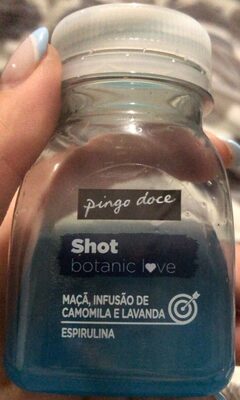 pingo doce
Shot
botanic love
MAÇÃ, INFUSÃO DE
CAMOMILA E LAVANDA
ESPIRULINA